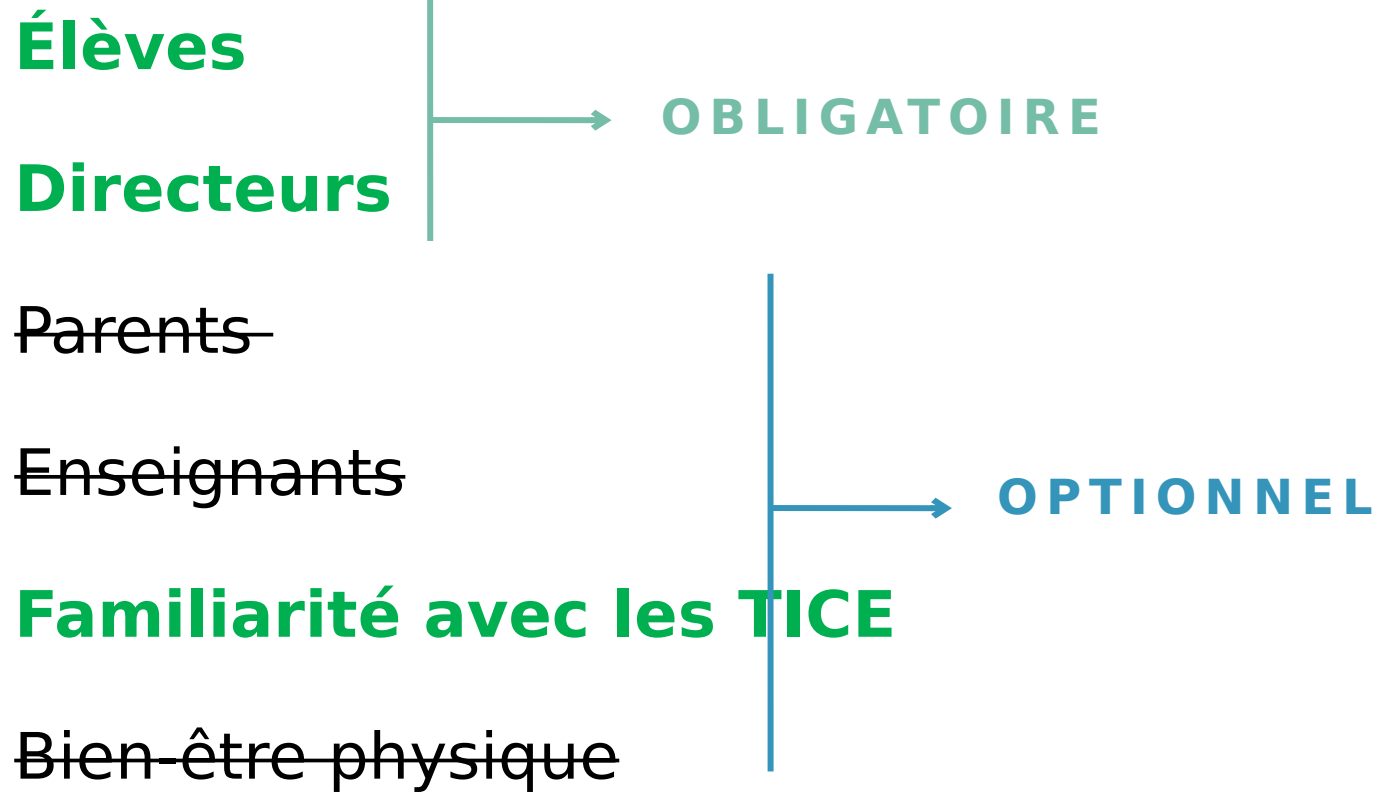 Élèves
OBLIGATOIRE
Directeurs
Parents
Enseignants
OPTIONNEL
Familiarité avec les TICE
Bien-être physique